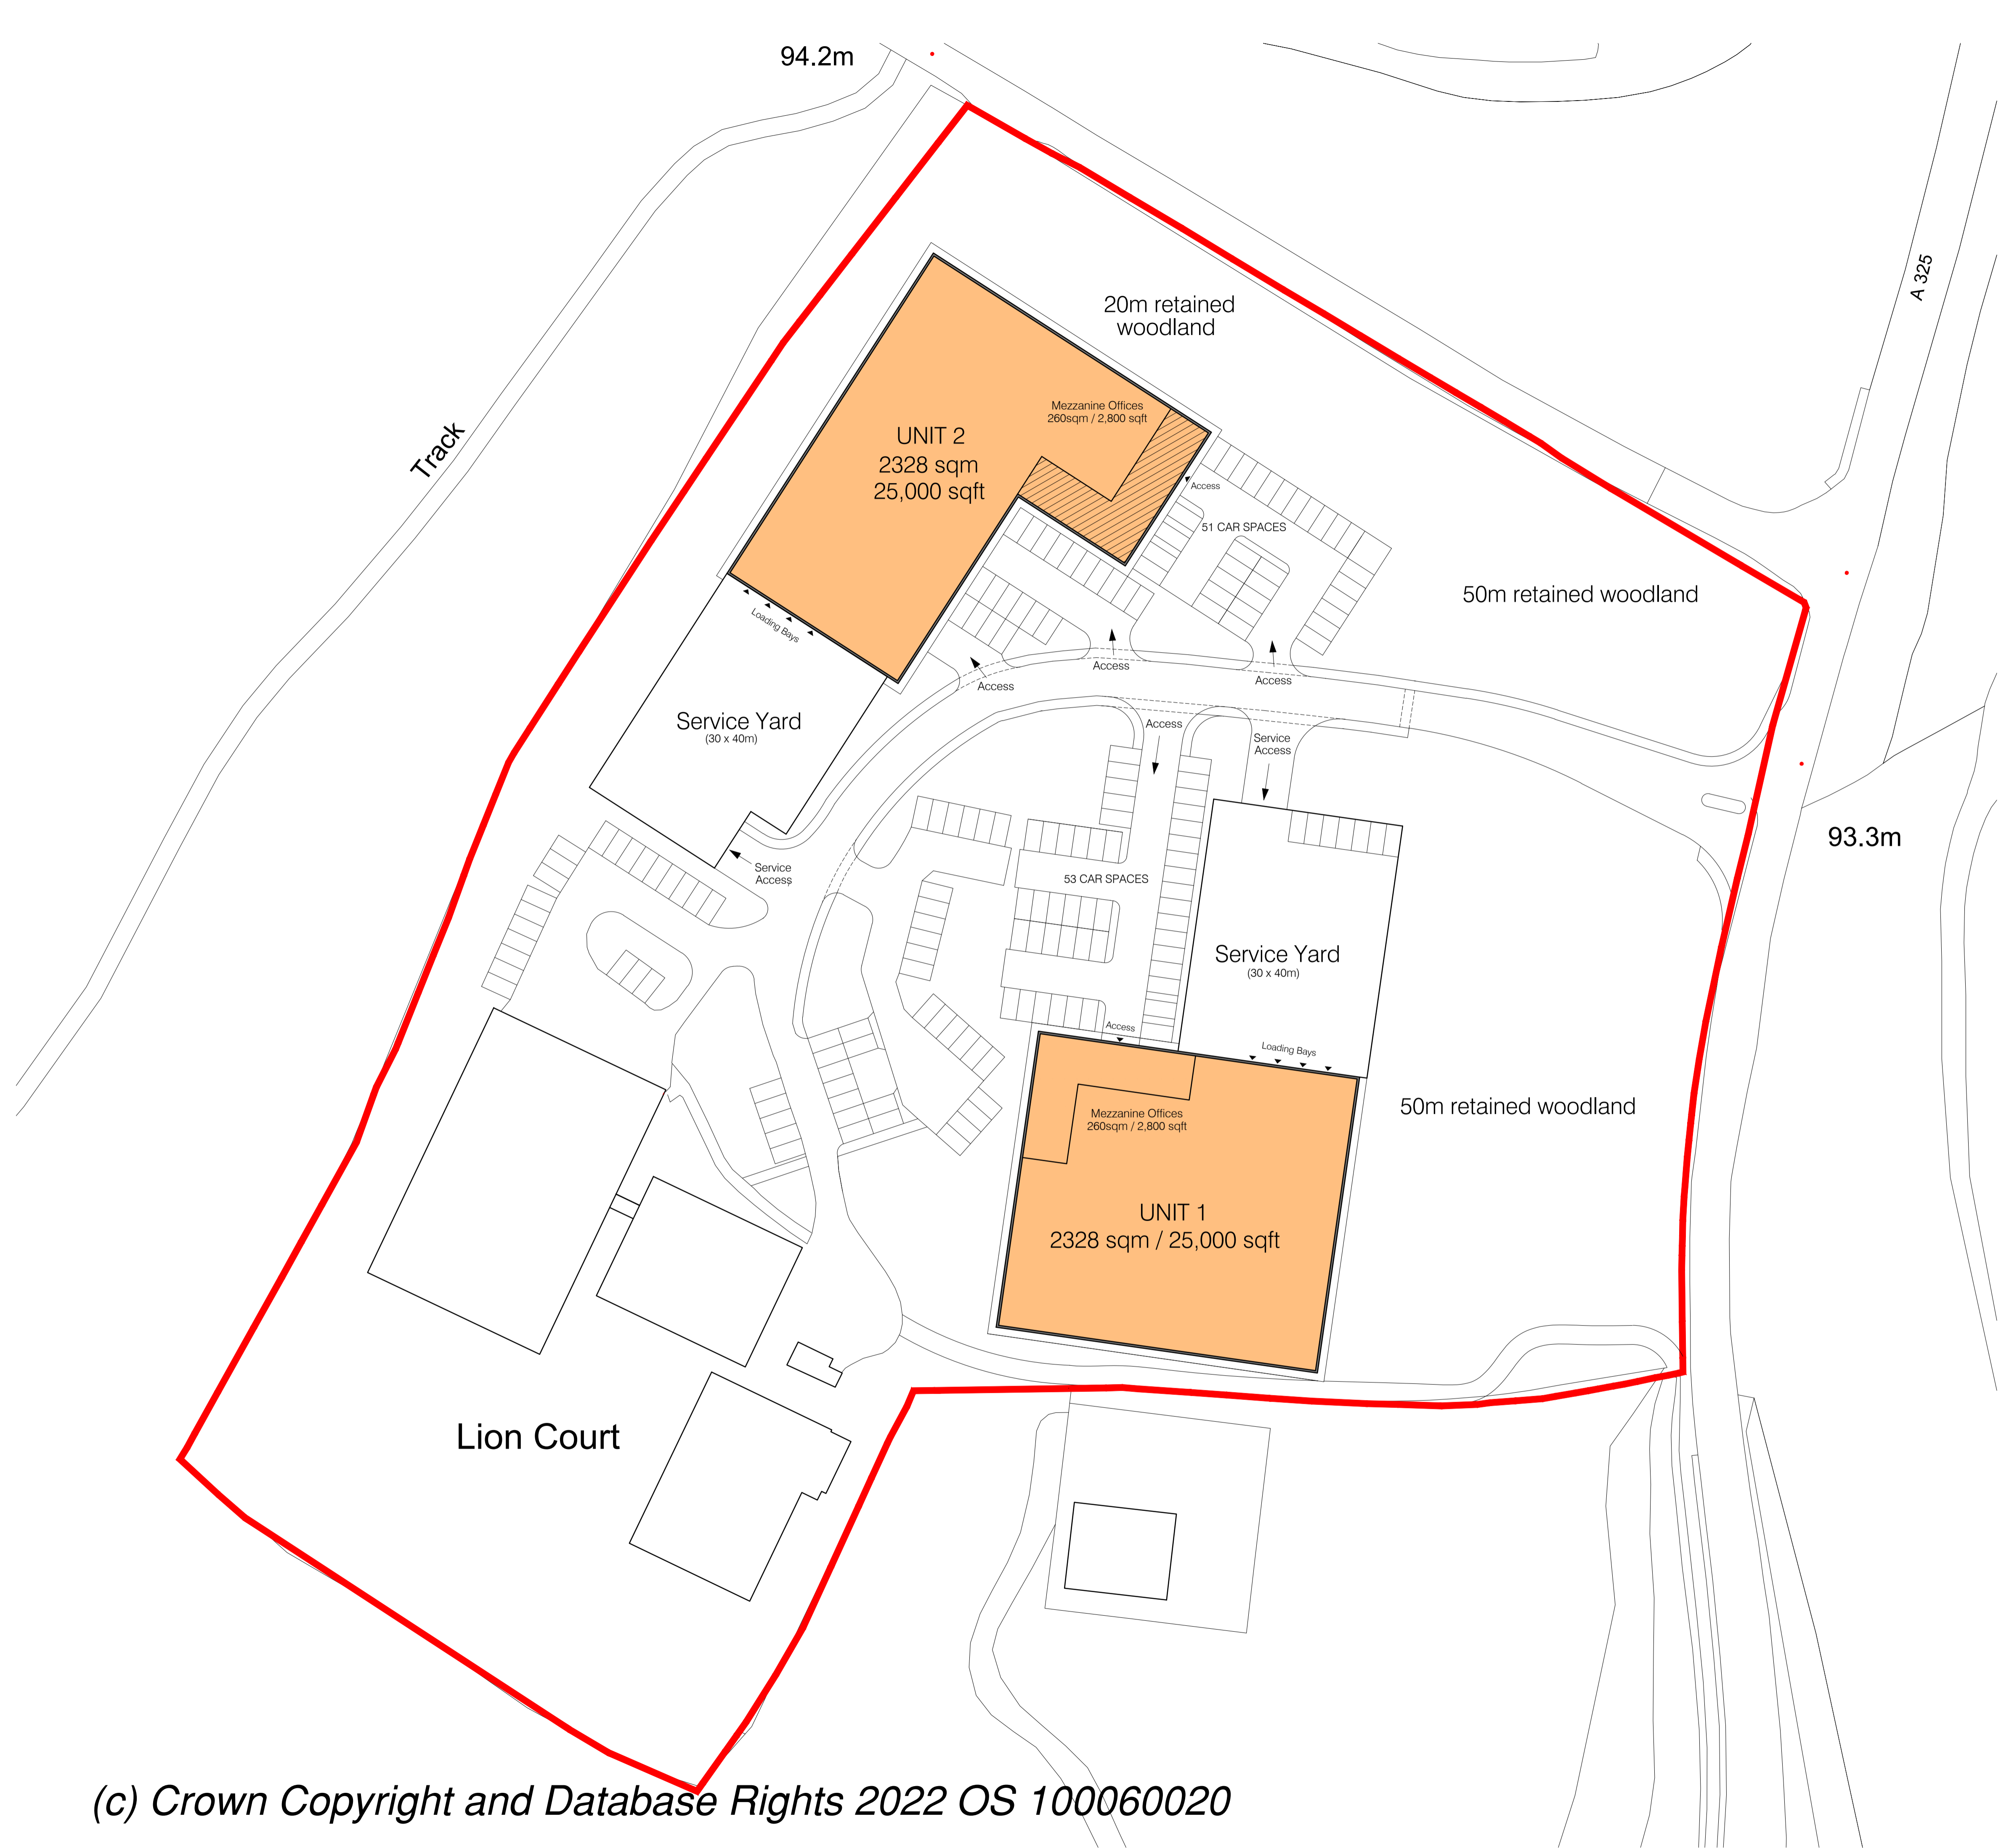 94.2m
A 325
20m retained
woodland
Track
Mezzanine Offices
260sqm / 2,800 sqft
UNIT 2
2328 sqm
25,000 sqft
Access
51 CAR SPACES
50m retained woodland
Loading Bays
Access
Access
Access
Service Yard
(30 x 40m)
Access
Service
Access
93.3m
Service
Access
53 CAR SPACES
Service Yard
(30 x 40m)
Access
Loading Bays
50m retained woodland
Mezzanine Offices
260sqm / 2,800 sqft
UNIT 1
2328 sqm / 25,000 sqft
Lion Court
(c) Crown Copyright and Database Rights 2022 OS 100060020